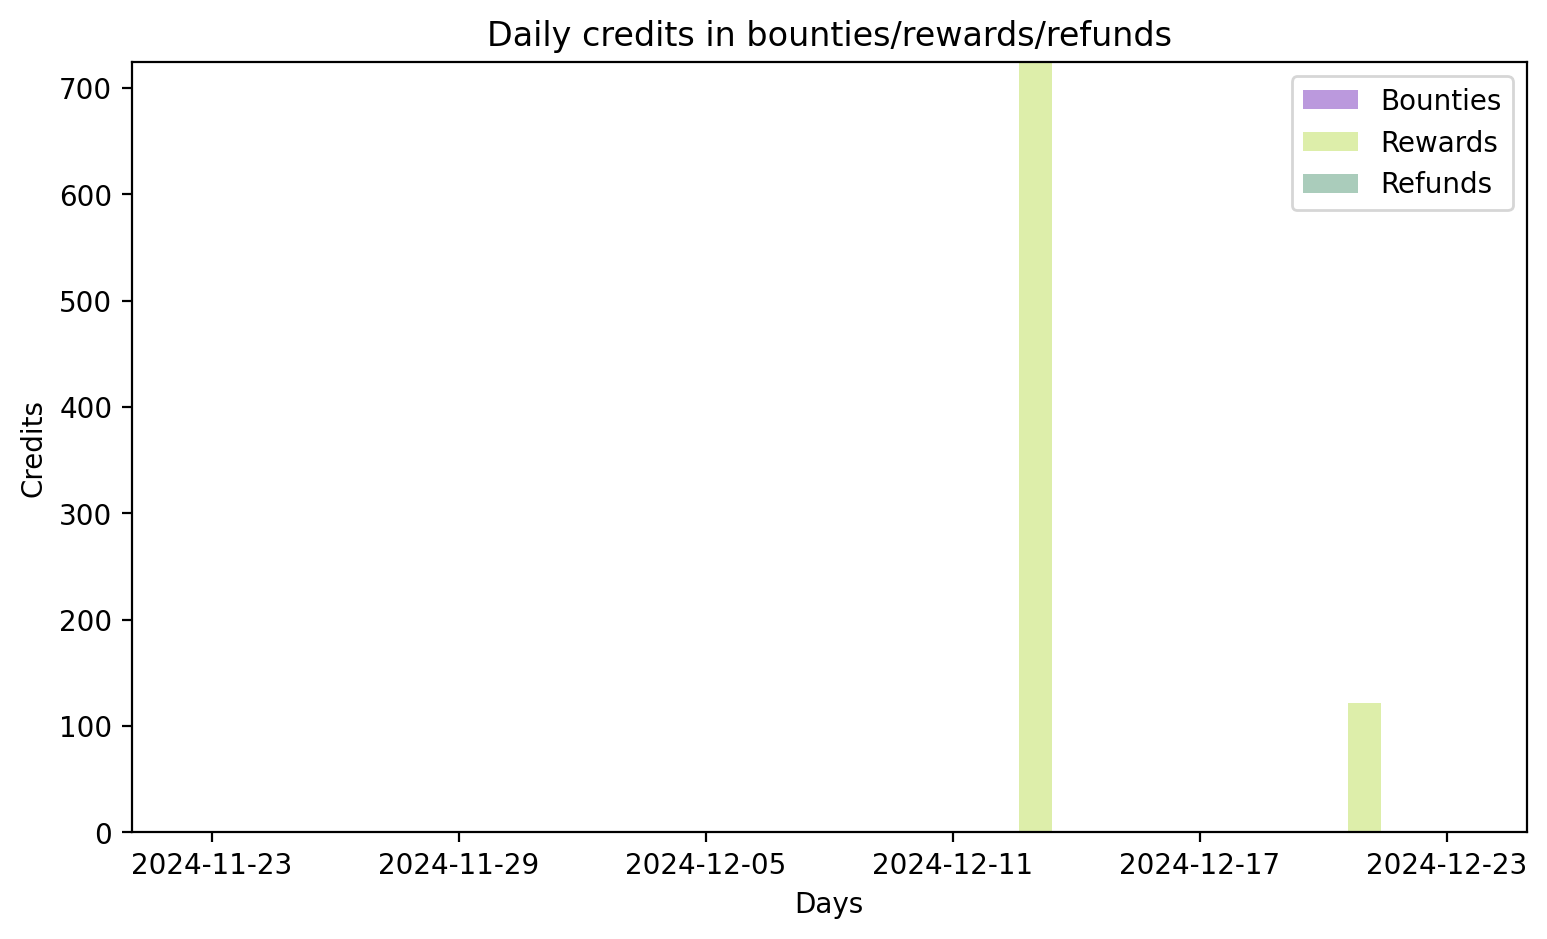 Daily credits in bounties/rewards/refunds
700
600
500
400
300
200
100
0
Credits
Bounties
Rewards
Refunds
2024-11-23 2024-11-29 2024-12-05 2024-12-11 2024-12-17 2024-12-23
Days